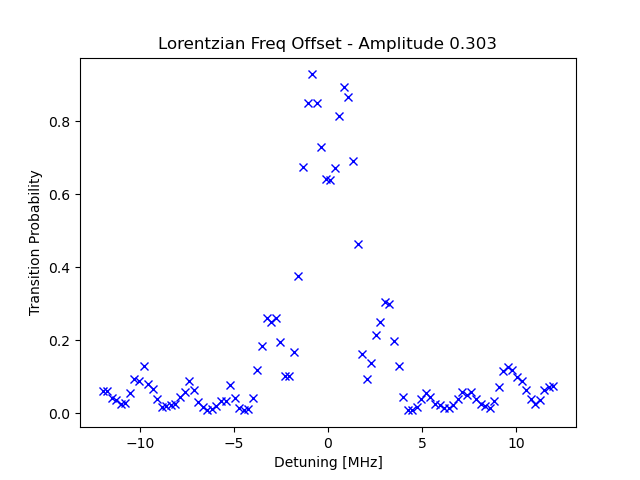 Lorentzian Freq Offset - Amplitude 0.303
Transition Probability
0.8
0.6
0.4
0.2
0.0
−10 −5 0 5 10
Detuning [MHz]